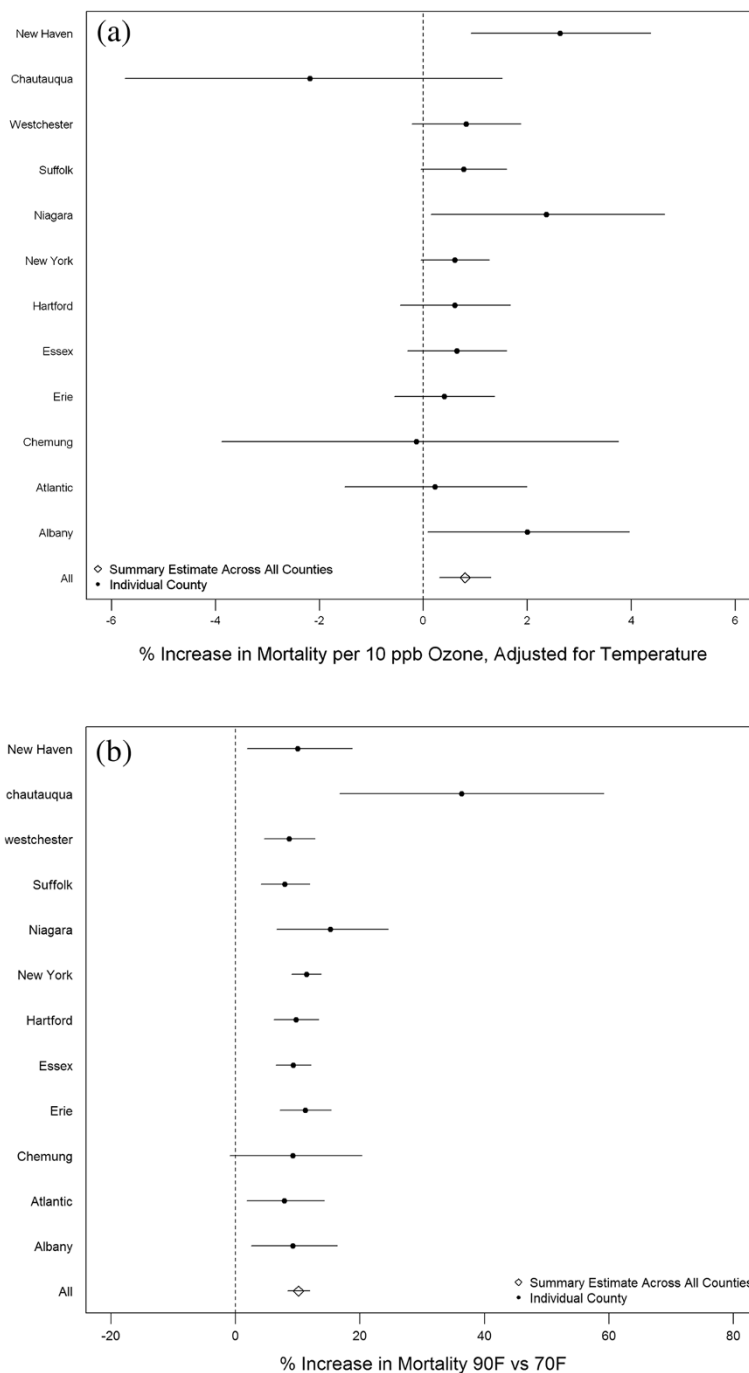 (a)
New Haven
Chautauqua
Westchester
Suffolk
Niagara
New York
Hartford
Essex
Erie
Chemung
Atlantic
Albany
All
◇ Summary Estimate Across All Counties
• Individual County
-6 -4 -2 0 2 4 6
% Increase in Mortality per 10 ppb Ozone, Adjusted for Temperature
(b)
New Haven
chautauqua
westchester
Suffolk
Niagara
New York
Hartford
Essex
Erie
Chemung
Atlantic
Albany
All
◇ Summary Estimate Across All Counties
• Individual County
-20 0 20 40 60 80
% Increase in Mortality 90F vs 70F